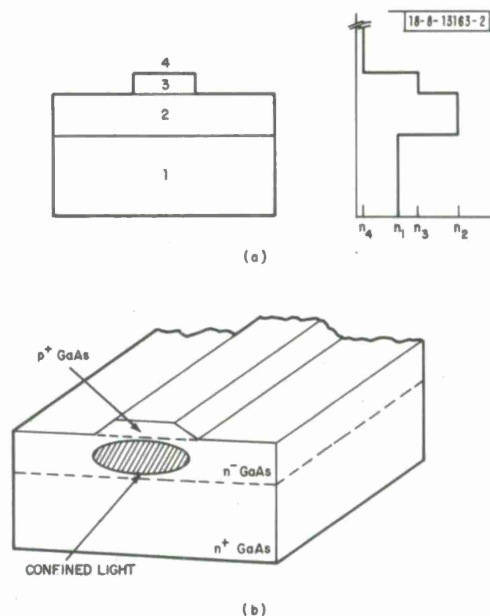 18-8-13163-2
4
3
2
1
n4 n1 n3 n2
(a)
p+ GaAs
n- GaAs
n+ GaAs
CONFINED LIGHT
(b)